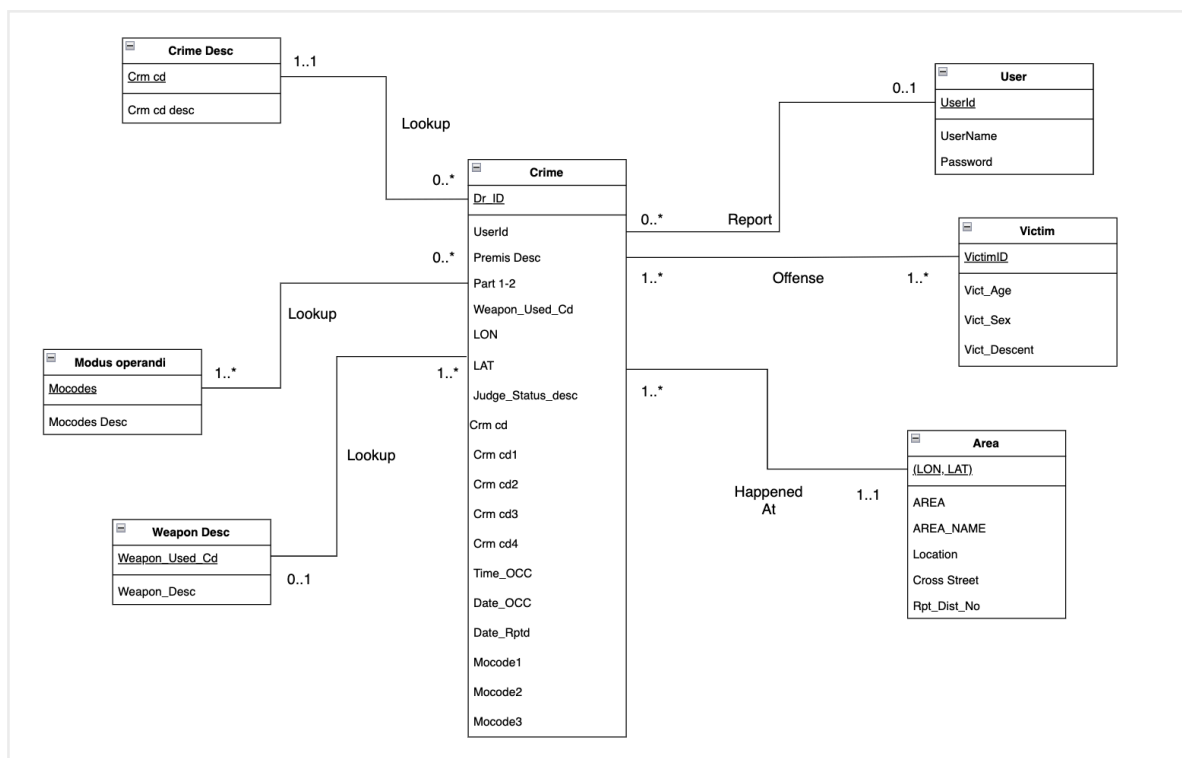 Crime Desc
Crm cd
Crm cd desc
1..1
Lookup
0..*
User
UserId
UserName
Password
0..1
Report
0..*
Crime
Dr_ID
UserId
Premis Desc
Part 1-2
Weapon_Used_Cd
LON
LAT
Judge_Status_desc
Crm cd
Crm cd1
Crm cd2
Crm cd3
Crm cd4
Time_OCC
Date_OCC
Date_Rptd
Mocode1
Mocode2
Mocode3
Victim
VictimID
Vict_Age
Vict_Sex
Vict_Descent
1..*
Offense
1..*
0..*
Lookup
1..*
Modus operandi
Mocodes
Mocodes Desc
1..*
Lookup
0..1
Weapon Desc
Weapon_Used_Cd
Weapon_Desc
1..*
Happened
At
1..1
Area
(LON, LAT)
AREA
AREA_NAME
Location
Cross Street
Rpt_Dist_No